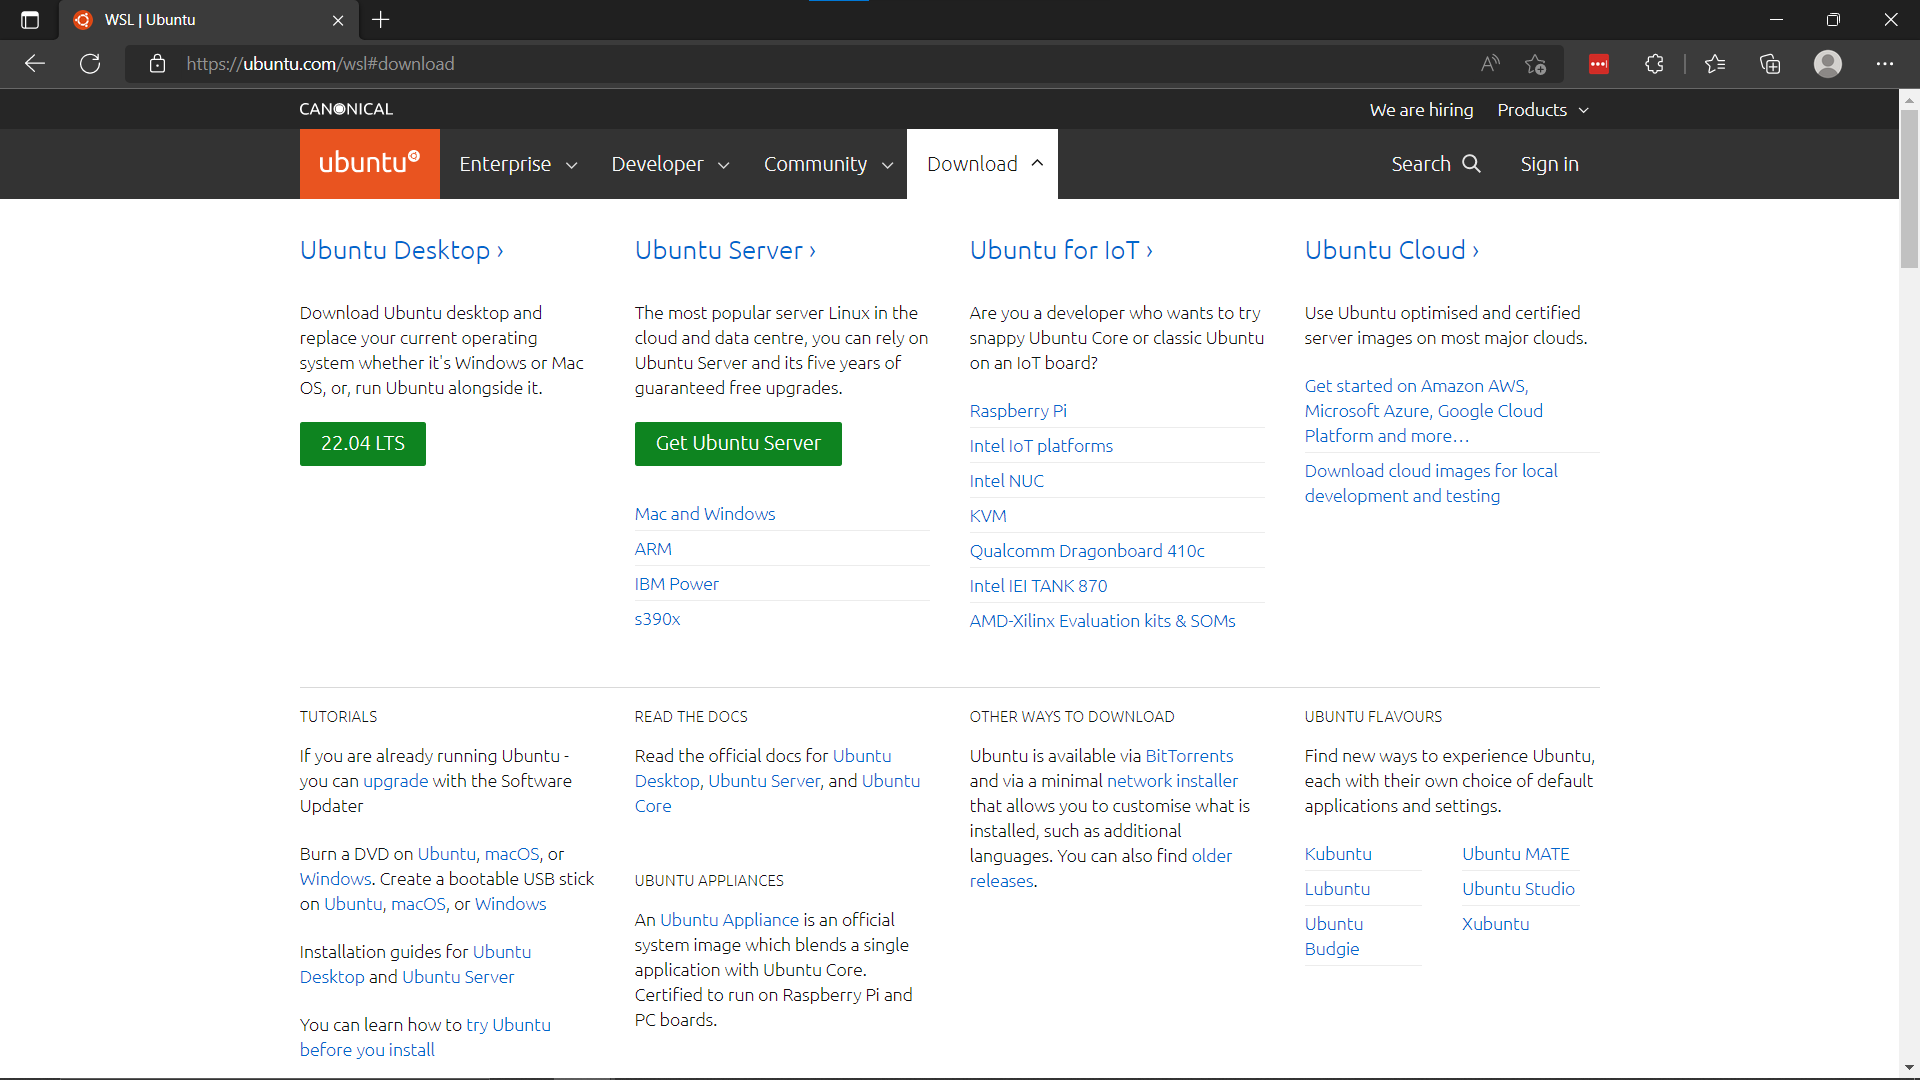 WSL | Ubuntu
https://ubuntu.com/wsl#download
CANONICAL
We are hiring
Products
ubuntu
Enterprise
Developer
Community
Download
Search
Sign in
Ubuntu Desktop ›
Download Ubuntu desktop and
replace your current operating
system whether it's Windows or Mac
OS, or, run Ubuntu alongside it.
22.04 LTS
Ubuntu Server ›
The most popular server Linux in the
cloud and data centre, you can rely on
Ubuntu Server and its five years of
guaranteed free upgrades.
Get Ubuntu Server
Mac and Windows
ARM
IBM Power
s390x
Ubuntu for IoT ›
Are you a developer who wants to try
snappy Ubuntu Core or classic Ubuntu
on an IoT board?
Raspberry Pi
Intel IoT platforms
Intel NUC
KVM
Qualcomm Dragonboard 410c
Intel IEI TANK 870
AMD-Xilinx Evaluation kits & SOMs
Ubuntu Cloud ›
Use Ubuntu optimised and certified
server images on most major clouds.
Get started on Amazon AWS,
Microsoft Azure, Google Cloud
Platform and more…
Download cloud images for local
development and testing
TUTORIALS
If you are already running Ubuntu -
you can upgrade with the Software
Updater
Burn a DVD on Ubuntu, macOS, or
Windows. Create a bootable USB stick
on Ubuntu, macOS, or Windows
Installation guides for Ubuntu
Desktop and Ubuntu Server
You can learn how to try Ubuntu
before you install
READ THE DOCS
Read the official docs for Ubuntu
Desktop, Ubuntu Server, and Ubuntu
Core
UBUNTU APPLIANCES
An Ubuntu Appliance is an official
system image which blends a single
application with Ubuntu Core.
Certified to run on Raspberry Pi and
PC boards.
OTHER WAYS TO DOWNLOAD
Ubuntu is available via BitTorrents
and via a minimal network installer
that allows you to customise what is
installed, such as additional
languages. You can also find older
releases.
UBUNTU FLAVOURS
Find new ways to experience Ubuntu,
each with their own choice of default
applications and settings.
Kubuntu
Lubuntu
Ubuntu
Budgie
Ubuntu MATE
Ubuntu Studio
Xubuntu